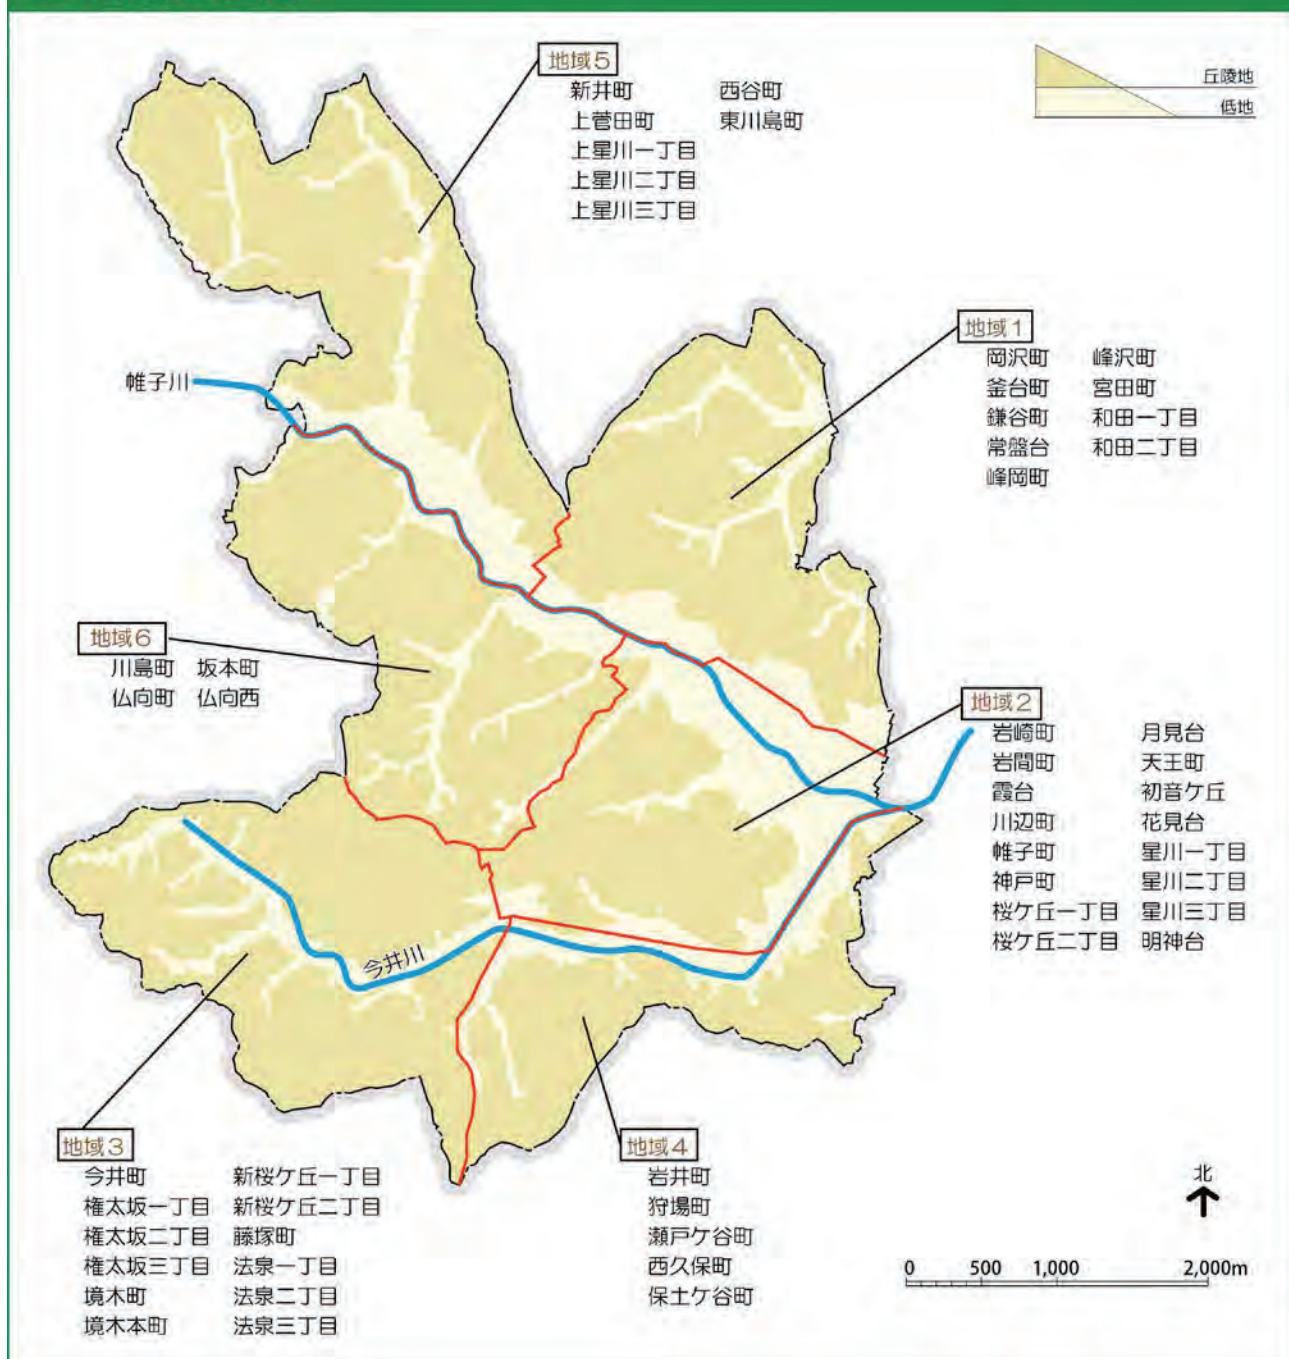 地域5
新井町 西谷町
上菅田町 東川島町
上星川一丁目
上星川二丁目
上星川三丁目
丘陵地
低地
地域1
岡沢町 峰沢町
釜台町 宮田町
鎌谷町 和田一丁目
常盤台 和田二丁目
峰岡町
帷子川
地域6
川島町 坂本町
仏向町 仏向西
地域2
岩崎町 月見台
岩間町 天王町
霞台 初音ケ丘
川辺町 花見台
帷子町 星川一丁目
神戸町 星川二丁目
桜ケ丘一丁目 星川三丁目
桜ケ丘二丁目 明神台
今井川
地域3
今井町 新桜ケ丘一丁目
権太坂一丁目 新桜ケ丘二丁目
権太坂二丁目 藤塚町
権太坂三丁目 法泉一丁目
境木町 法泉二丁目
境木本町 法泉三丁目
地域4
岩井町
狩場町
瀬戸ケ谷町
西久保町
保土ケ谷町
北
0 500 1,000 2,000m